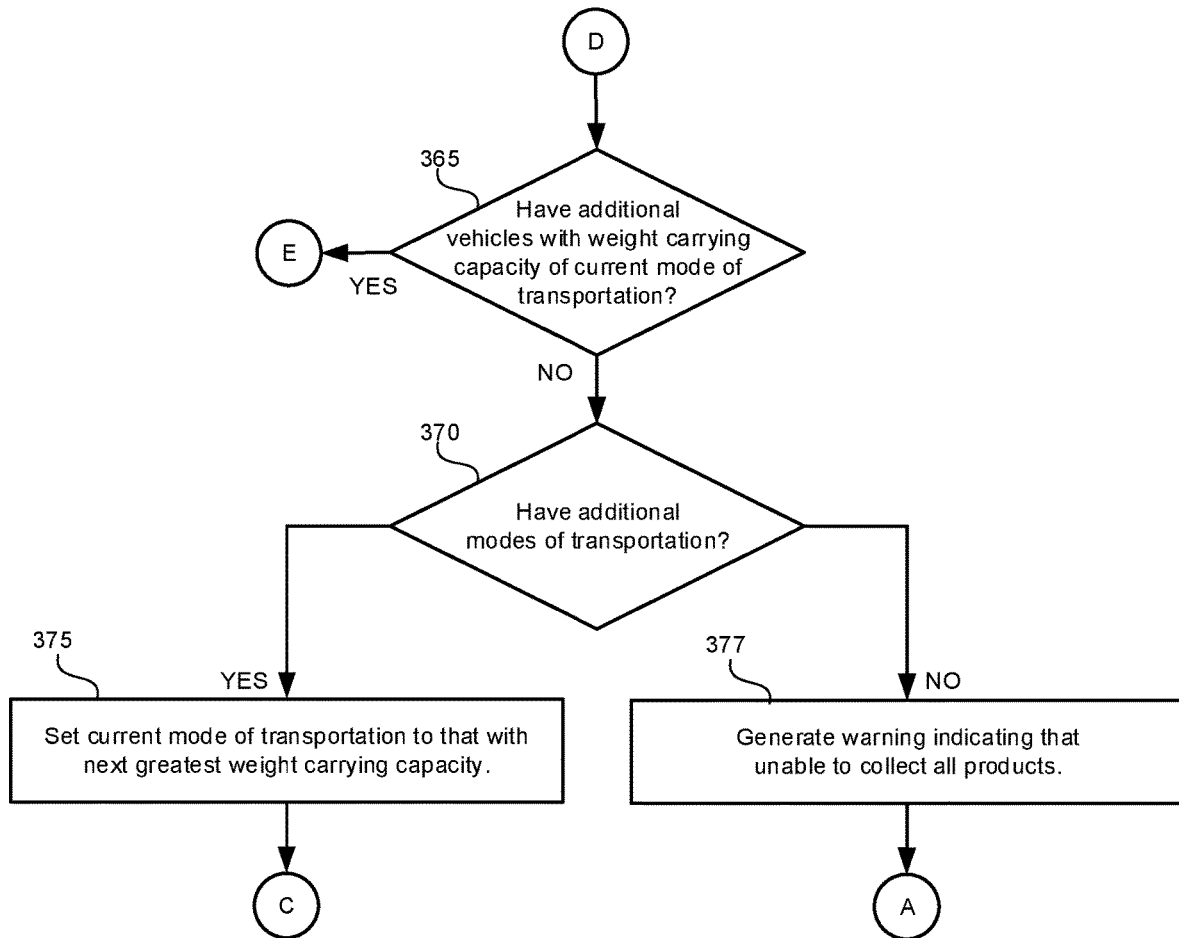 D
365
Have additional
vehicles with weight carrying
capacity of current mode of
transportation?
E
YES
NO
370
Have additional
modes of transportation?
375
377
YES
NO
Set current mode of transportation to that with
next greatest weight carrying capacity.
Generate warning indicating that
unable to collect all products.
C
A